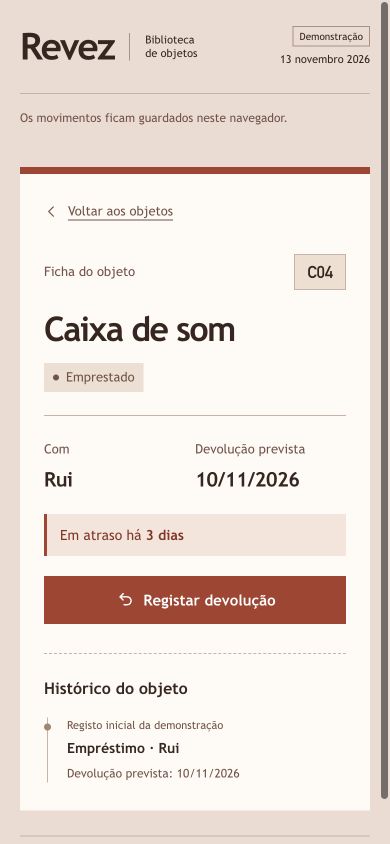 Revez
Biblioteca
de objetos
Demonstração
13 novembro 2026
Os movimentos ficam guardados neste navegador.
Voltar aos objetos
Ficha do objeto
C04
Caixa de som
Emprestado
Com
Devolução prevista
Rui
10/11/2026
Em atraso há 3 dias
Registar devolução
Histórico do objeto
Registo inicial da demonstração
Empréstimo · Rui
Devolução prevista: 10/11/2026